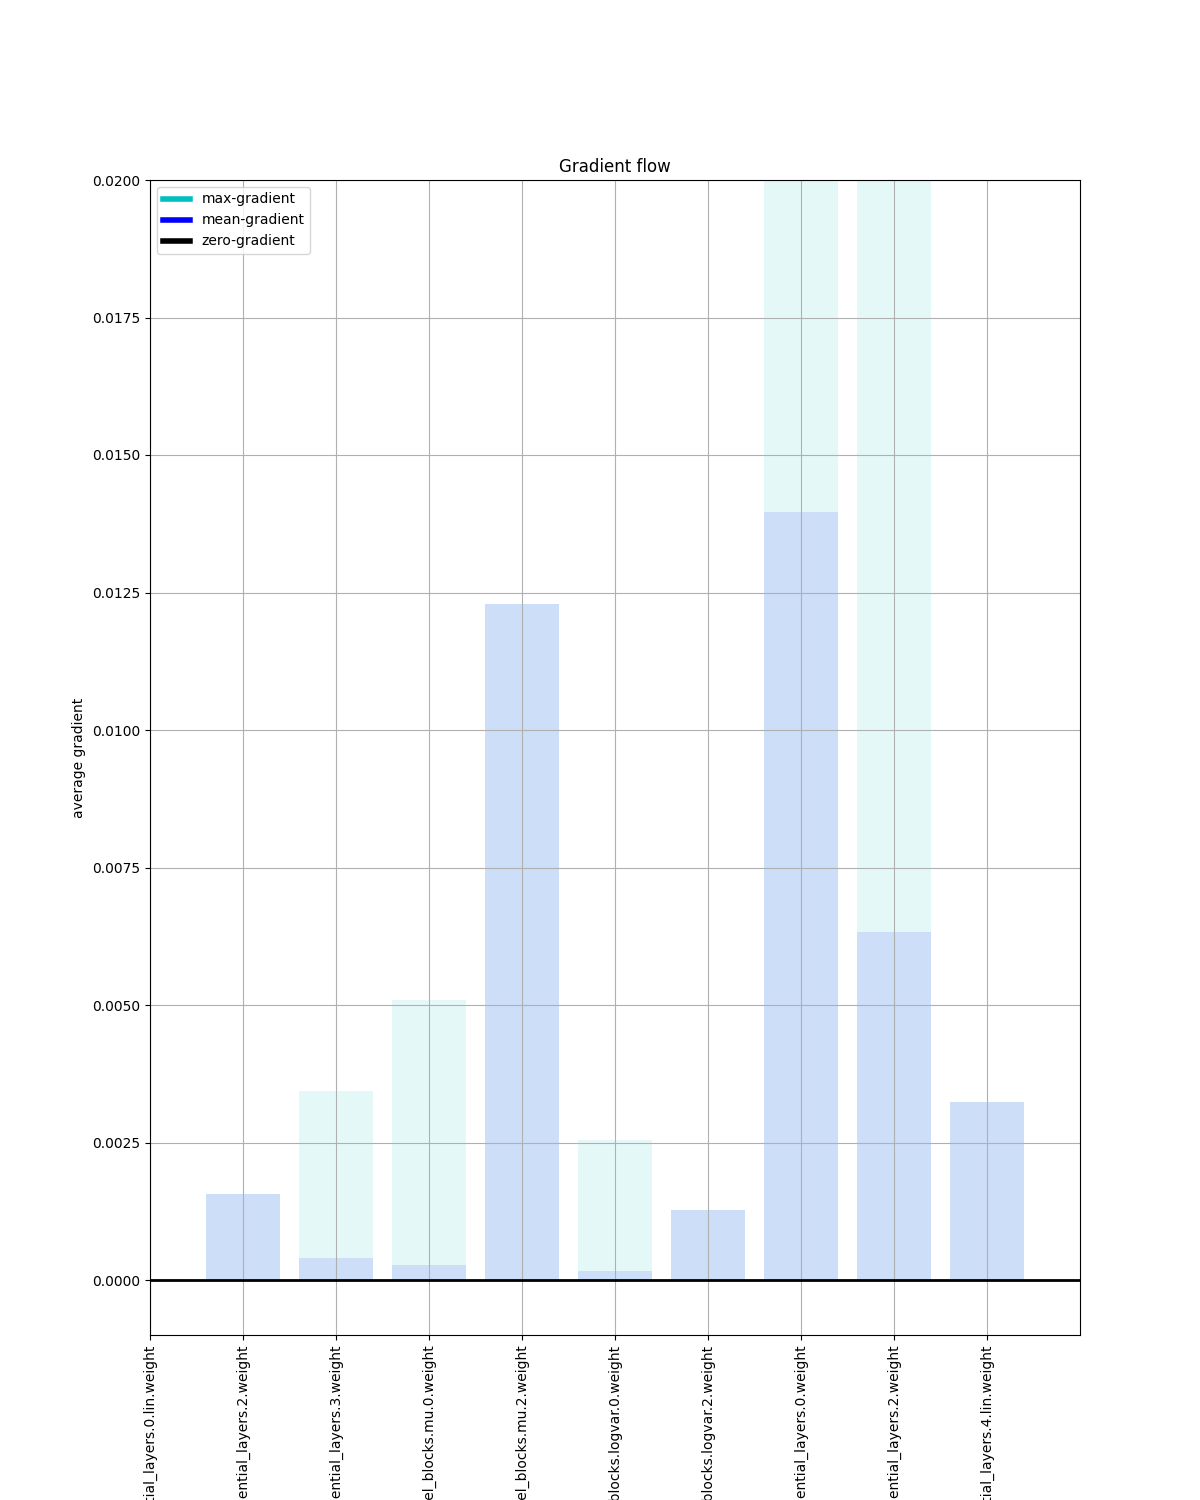 Gradient flow
max-gradient
mean-gradient
zero-gradient
0.0200
0.0175
0.0150
0.0125
0.0100
0.0075
0.0050
0.0025
0.0000
average gradient
tial_layers.0.lin.weight
ential_layers.2.weight
ential_layers.3.weight
el_blocks.mu.0.weight
el_blocks.mu.2.weight
blocks.logvar.0.weight
blocks.logvar.2.weight
ential_layers.0.weight
ential_layers.2.weight
tial_layers.4.lin.weight